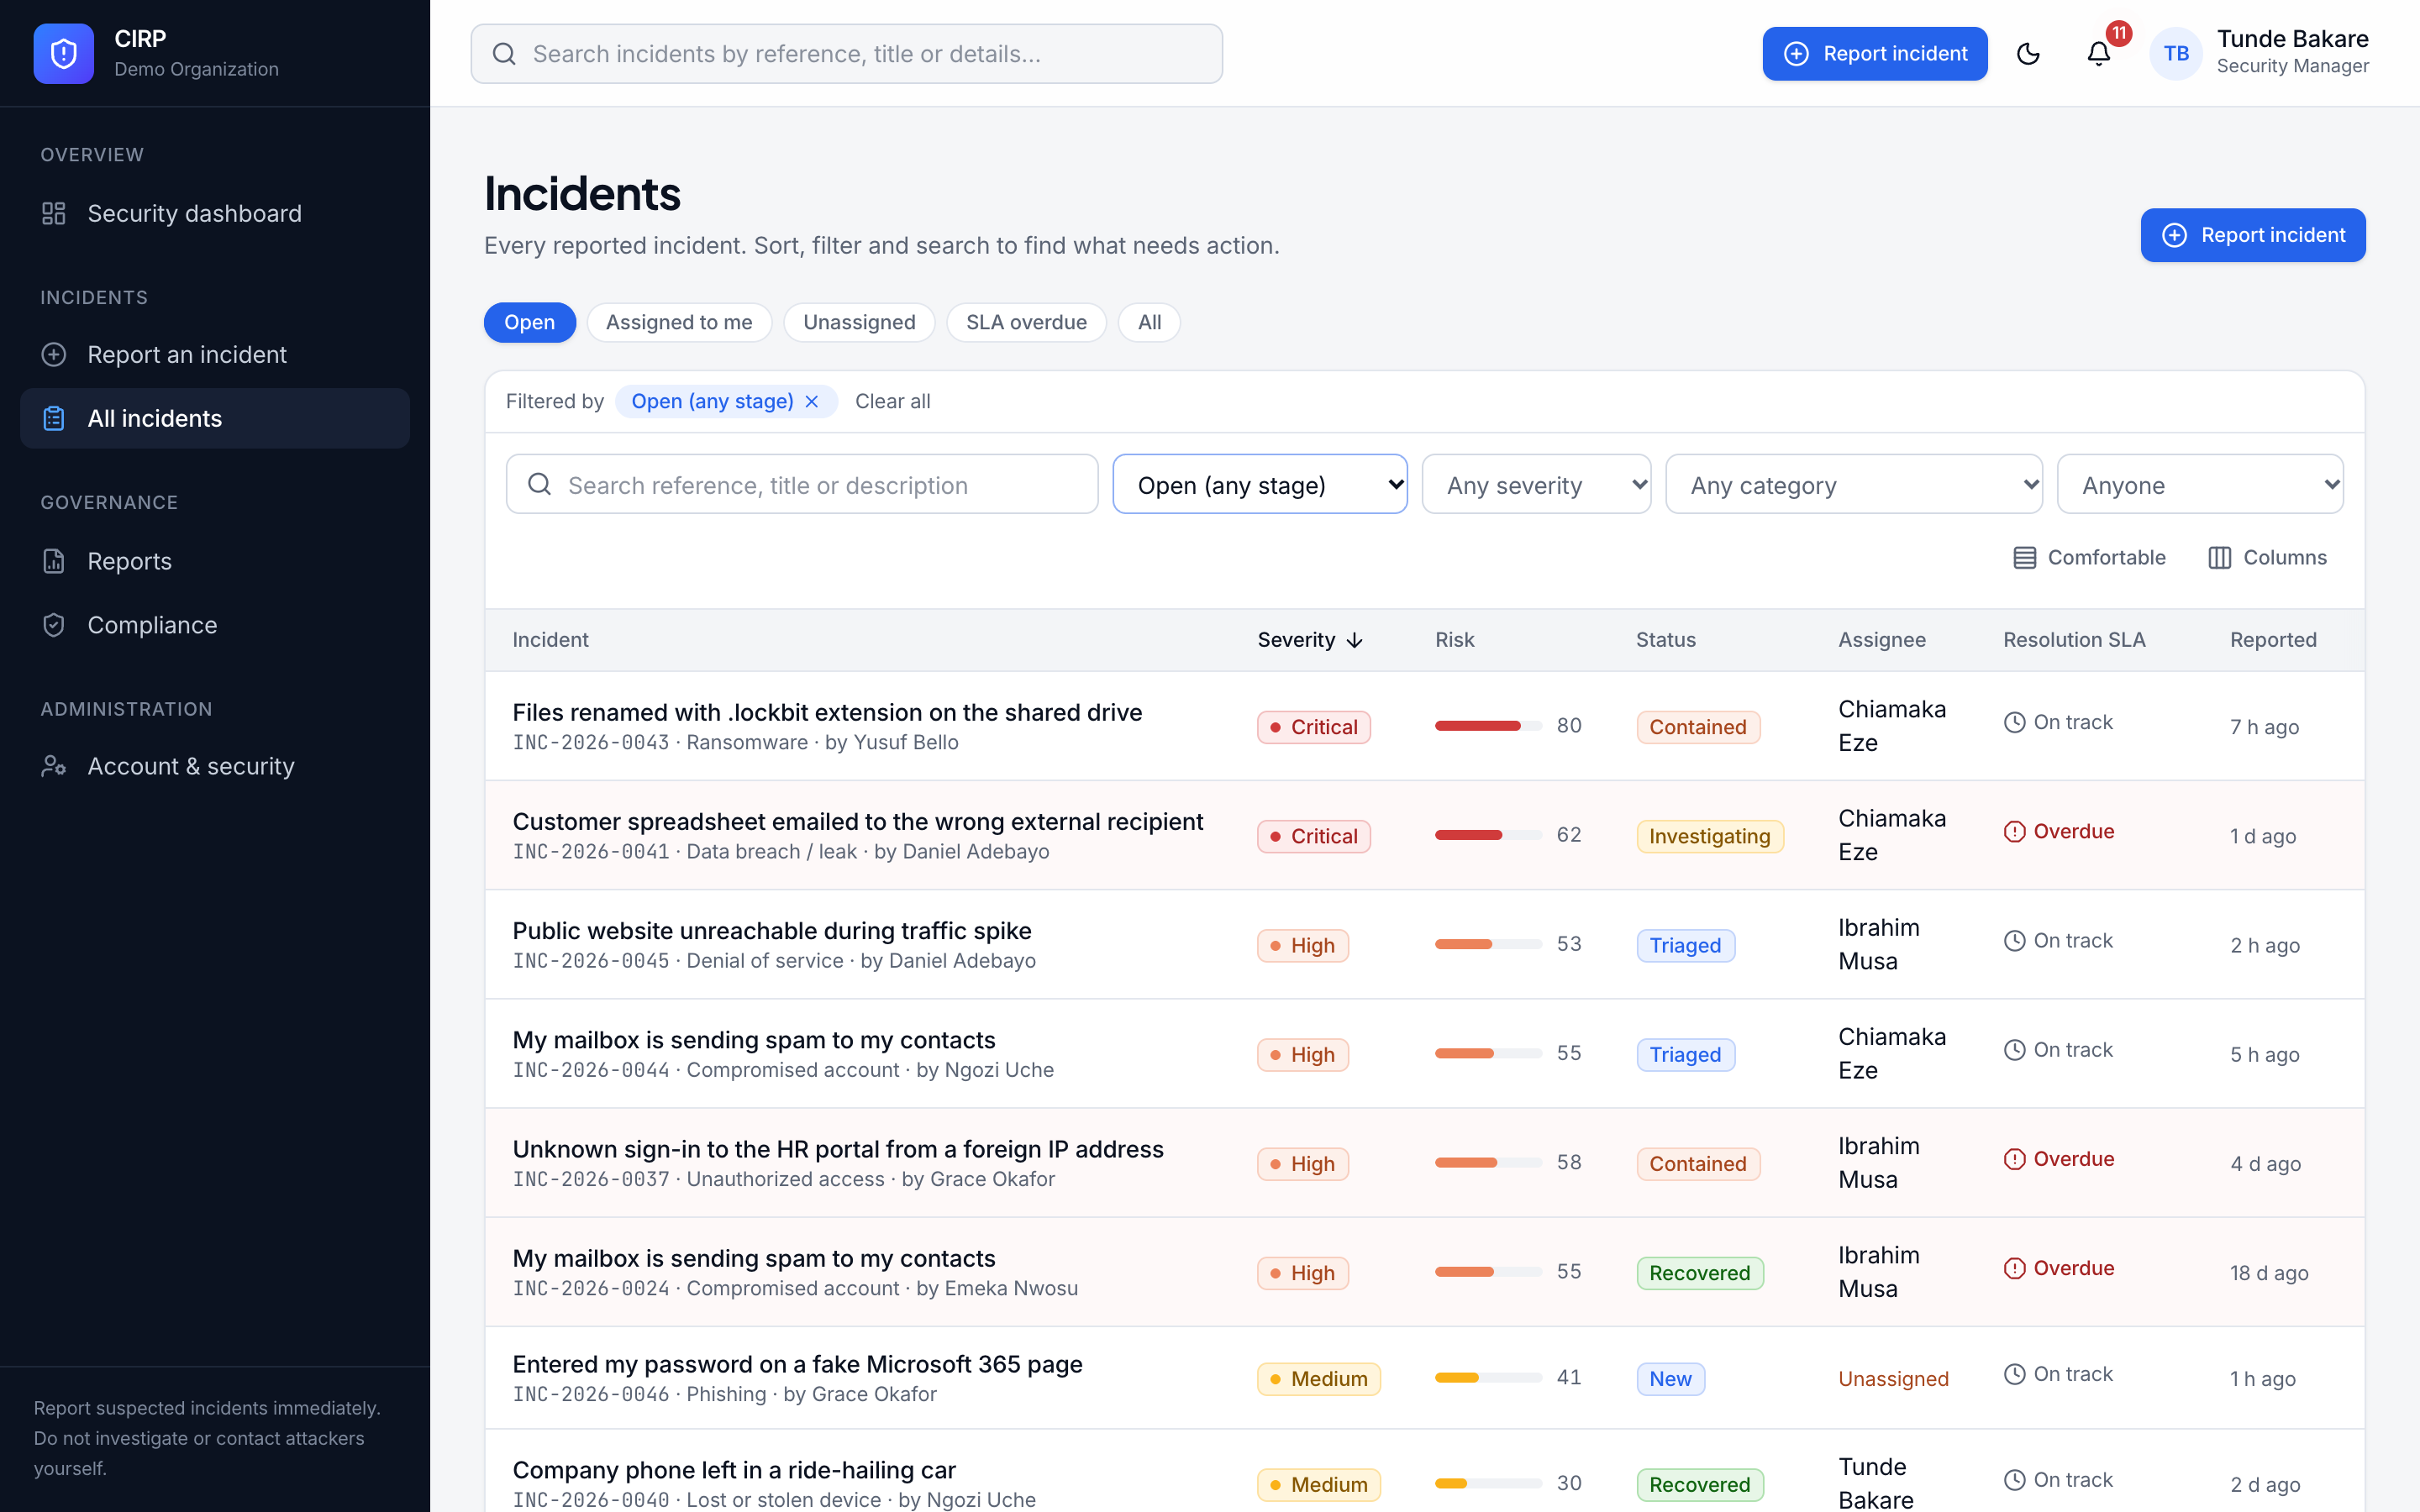 CIRP
Demo Organization
OVERVIEW
Security dashboard
INCIDENTS
Report an incident
All incidents
GOVERNANCE
Reports
Compliance
ADMINISTRATION
Account & security
Report suspected incidents immediately.
Do not investigate or contact attackers
yourself.
Search incidents by reference, title or details...
Report incident
11
TB
Tunde Bakare
Security Manager
Incidents
Every reported incident. Sort, filter and search to find what needs action.
Report incident
Open
Assigned to me
Unassigned
SLA overdue
All
Filtered by Open (any stage) Clear all
Search reference, title or description
Open (any stage)
Any severity
Any category
Anyone
Comfortable
Columns
Incident Severity Risk Status Assignee Resolution SLA Reported
Files renamed with .lockbit extension on the shared drive
INC-2026-0043 · Ransomware · by Yusuf Bello
Critical
80
Contained
Chiamaka
Eze
On track
7 h ago
Customer spreadsheet emailed to the wrong external recipient
INC-2026-0041 · Data breach / leak · by Daniel Adebayo
Critical
62
Investigating
Chiamaka
Eze
Overdue
1 d ago
Public website unreachable during traffic spike
INC-2026-0045 · Denial of service · by Daniel Adebayo
High
53
Triaged
Ibrahim
Musa
On track
2 h ago
My mailbox is sending spam to my contacts
INC-2026-0044 · Compromised account · by Ngozi Uche
High
55
Triaged
Chiamaka
Eze
On track
5 h ago
Unknown sign-in to the HR portal from a foreign IP address
INC-2026-0037 · Unauthorized access · by Grace Okafor
High
58
Contained
Ibrahim
Musa
Overdue
4 d ago
My mailbox is sending spam to my contacts
INC-2026-0024 · Compromised account · by Emeka Nwosu
High
55
Recovered
Ibrahim
Musa
Overdue
18 d ago
Entered my password on a fake Microsoft 365 page
INC-2026-0046 · Phishing · by Grace Okafor
Medium
41
New
Unassigned
On track
1 h ago
Company phone left in a ride-hailing car
INC-2026-0040 · Lost or stolen device · by Ngozi Uche
Medium
30
Recovered
Tunde
Bakare
On track
2 d ago